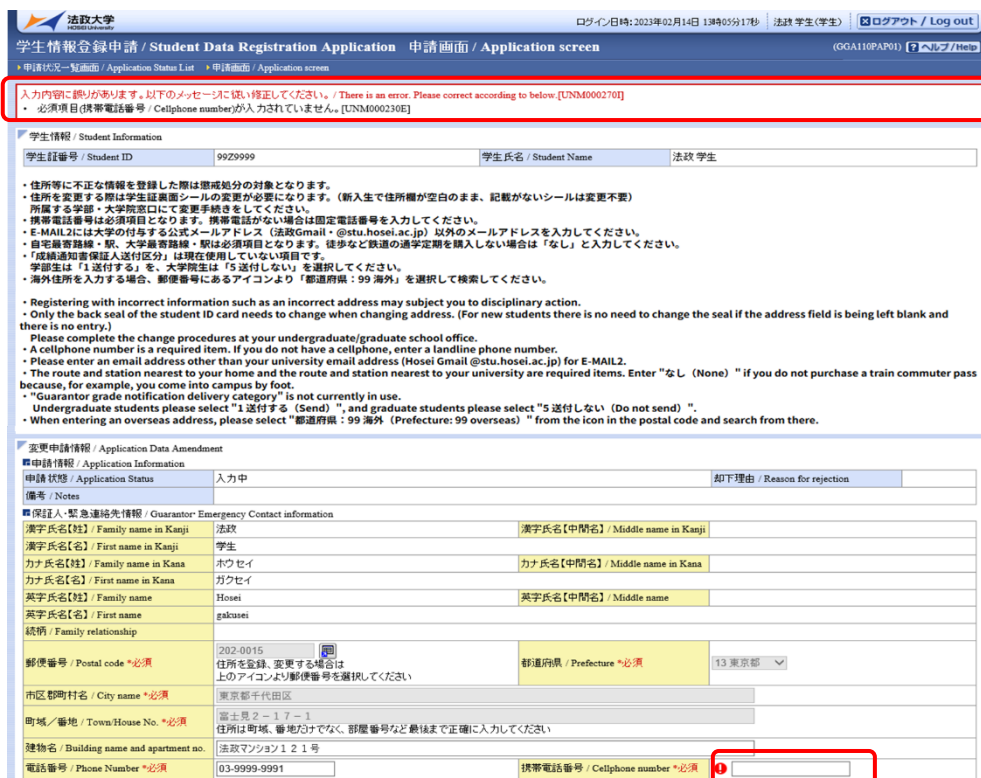 法政大学
HOSEI University
ログイン日時:2023年02月14日 13時05分17秒 法政 学生(学生) ログアウト / Log out
学生情報登録申請 / Student Data Registration Application 申請画面 / Application screen (GGA110PAP01) ? ヘルプ/Help
申請状況一覧画面 / Application Status List 申請画面 / Application screen
入力内容に誤りがあります。以下のメッセージに従い修正してください。 / There is an error. Please correct according to below.[UNM000270I]
・ 必須項目(携帯電話番号 / Cellphone number)が入力されていません。[UNM000230E]
学生情報 / Student Information
学生証番号 / Student ID 99Z9999 学生氏名 / Student Name 法政 学生
・住所等に不正な情報を登録した際は懲戒処分の対象となります。
・住所を変更する際は学生証裏面シールの変更が必要になります。(新入生で住所欄が空白のまま、記載がないシールは変更不要)
所属する学部・大学院窓口にて変更手続きをしてください。
・携帯電話番号は必須項目となります。携帯電話がない場合は固定電話番号を入力してください。
・E-MAIL2には大学の付与する公式メールアドレス(法政Gmail・@stu.hosei.ac.jp)以外のメールアドレスを入力してください。
・自宅最寄路線・駅、大学最寄路線・駅は必須項目となります。徒歩など鉄道の通学定期を購入しない場合は「なし」と入力してください。
・「成績通知書保証人送付区分」は現在使用していない項目です。
学部生は「1 送付する」を、大学院生は「5 送付しない」を選択してください。
・海外住所を入力する場合、郵便番号にあるアイコンより「都道府県:99 海外」を選択して検索してください。
・Registering with incorrect information such as an incorrect address may subject you to disciplinary action.
・Only the back seal of the student ID card needs to change when changing address. (For new students there is no need to change the seal if the address field is being left blank and
there is no entry.)
Please complete the change procedures at your undergraduate/graduate school office.
・A cellphone number is a required item. If you do not have a cellphone, enter a landline phone number.
・Please enter an email address other than your university email address (Hosei Gmail @stu.hosei.ac.jp) for E-MAIL2.
・The route and station nearest to your home and the route and station nearest to your university are required items. Enter "なし (None) " if you do not purchase a train commuter pass
because, for example, you come into campus by foot.
・"Guarantor grade notification delivery category" is not currently in use.
Undergraduate students please select "1 送付する (Send) ", and graduate students please select "5 送付しない (Do not send) ".
・When entering an overseas address, please select "都道府県:99 海外 (Prefecture: 99 overseas) " from the icon in the postal code and search from there.
変更申請情報 / Application Data Amendment
申請情報 / Application Information
申請状態 / Application Status 入力中 却下理由 / Reason for rejection
備考 / Notes
保証人・緊急連絡先情報 / Guarantor・Emergency Contact information
漢字氏名【姓】 / Family name in Kanji 法政 漢字氏名【中間名】 / Middle name in Kanji
漢字氏名【名】 / First name in Kanji 学生
カナ氏名【姓】 / Family name in Kana ホウセイ カナ氏名【中間名】 / Middle name in Kana
カナ氏名【名】 / First name in Kana ガクセイ
英字氏名【姓】 / Family name Hosei 英字氏名【中間名】 / Middle name
英字氏名【名】 / First name gakusei
続柄 / Family relationship
郵便番号 / Postal code *必須 202-0015 都道府県 / Prefecture *必須 13 東京都
住所を登録、変更する場合は
上のアイコンより郵便番号を選択してください
市区郡町村名 / City name *必須 東京都千代田区
町域/番地 / Town/House No. *必須 富士見2-17-1
住所は町域、番地だけでなく、部屋番号など最後まで正確に入力してください
建物名 / Building name and apartment no. 法政マンション121号
電話番号 / Phone Number *必須 03-9999-9991 携帯電話番号 / Cellphone number *必須